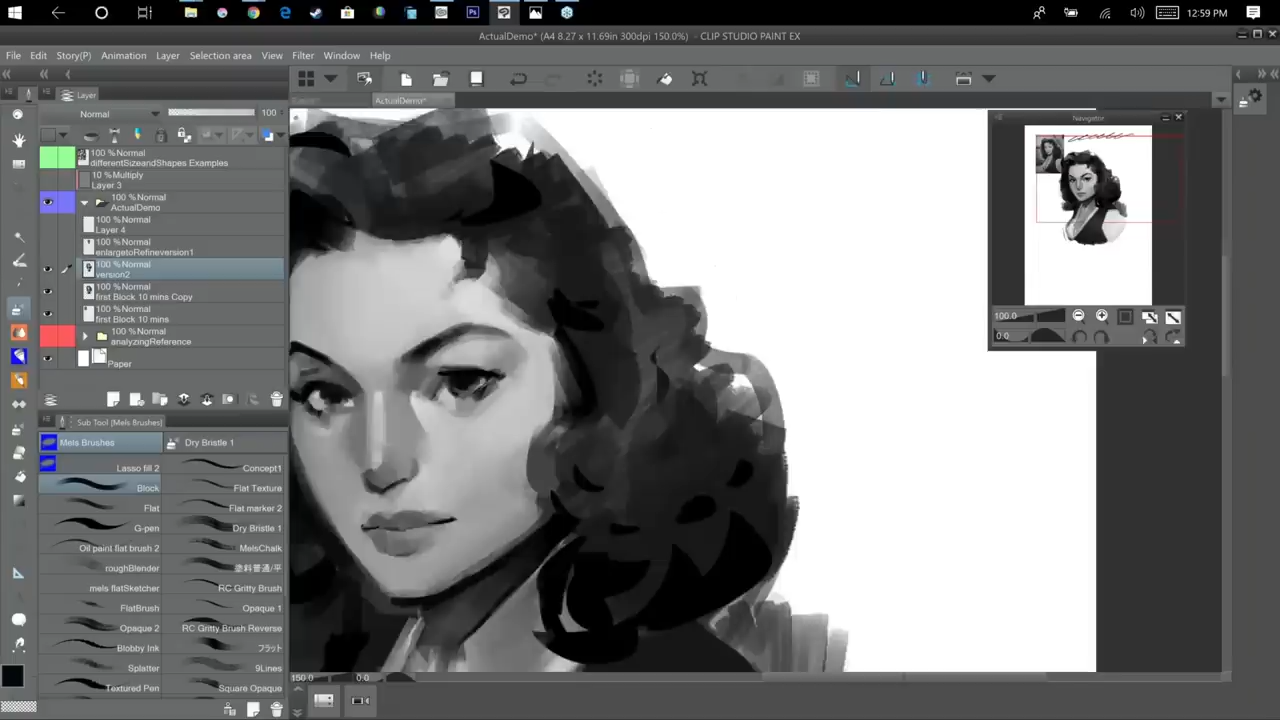 12:59 PM
ActualDemo* (A4 8.27 x 11.69in 300dpi 150.0%) - CLIP STUDIO PAINT EX
File Edit Story(P) Animation Layer Selection area View Filter Window Help
Layer
ActualDemo*
Normal 100
Navigator
100 %Normal
differentSizeandShapes Examples
10 %Multiply
Layer 3
100 %Normal
ActualDemo
100 %Normal
Layer 4
100 %Normal
enlargetoRefineversion1
100 %Normal
version2
100 %Normal
first Block 10 mins Copy
100 %Normal
first Block 10 mins
100 %Normal
analyzingReference
Paper
100.0
0.0
Sub Tool [Mels Brushes]
Mels Brushes Dry Bristle 1
Lasso fill 2 Concept1
Block Flat Texture
Flat Flat marker 2
G-pen Dry Bristle 1
Oil paint flat brush 2 MelsChalk
roughBlender 塗料普通/平
mels flatSketcher RC Gritty Brush
FlatBrush Opaque 1
Opaque 2 RC Gritty Brush Reverse
Blobby Ink フラット
Splatter 9Lines
Textured Pen Square Opaque
150.0 0.0